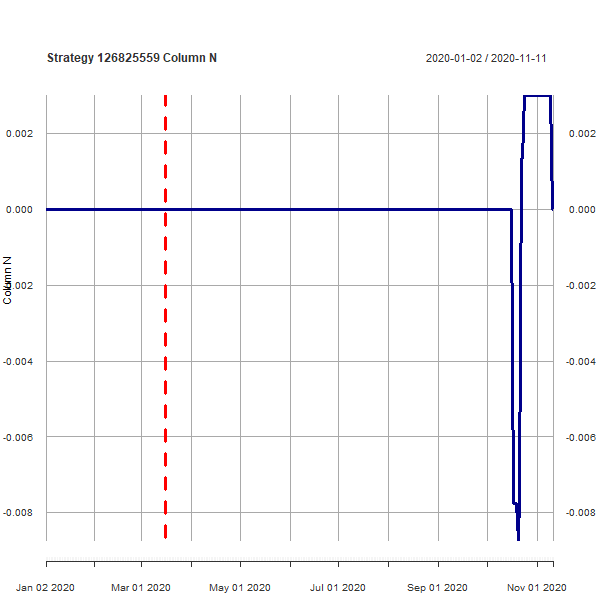 Strategy 126825559 Column N
2020-01-02 / 2020-11-11
0.002 0.002
0.000 0.000
Column N
-0.002 -0.002
-0.004 -0.004
-0.006 -0.006
-0.008 -0.008
Jan 02 2020 Mar 01 2020 May 01 2020 Jul 01 2020 Sep 01 2020 Nov 01 2020